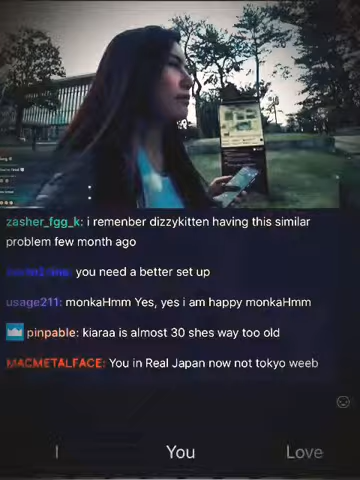 zasher_fgg_k: i remenber dizzykitten having this similar
problem few month ago
you need a better set up
usage211: monkaHmm Yes, yes i am happy monkaHmm
pinpable: kiaraa is almost 30 shes way too old
MACMETALFACE: You in Real Japan now not tokyo weeb
I You Love